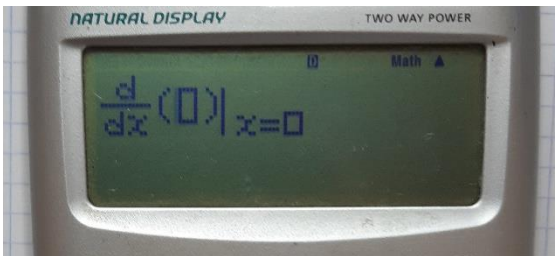 NATURAL DISPLAY TWO WAY POWER
D Math ▲
d/dx(▯)|x=▯